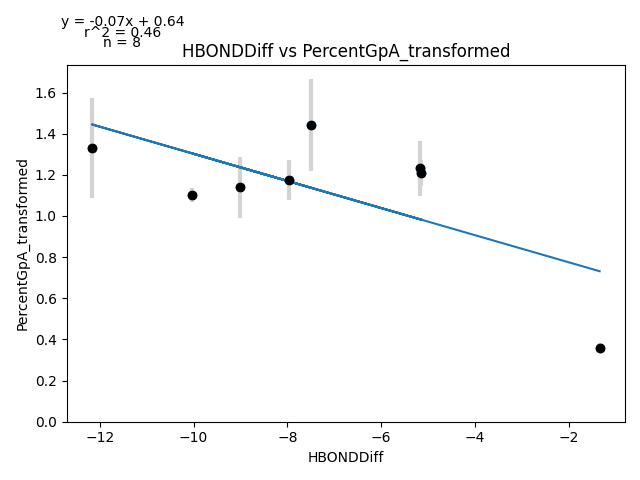 y = -0.07x + 0.64
r^2 = 0.46
n = 8
HBONDDiff vs PercentGpA_transformed
PercentGpA_transformed
1.6
1.4
1.2
1.0
0.8
0.6
0.4
0.2
0.0
−12 −10 −8 −6 −4 −2
HBONDDiff